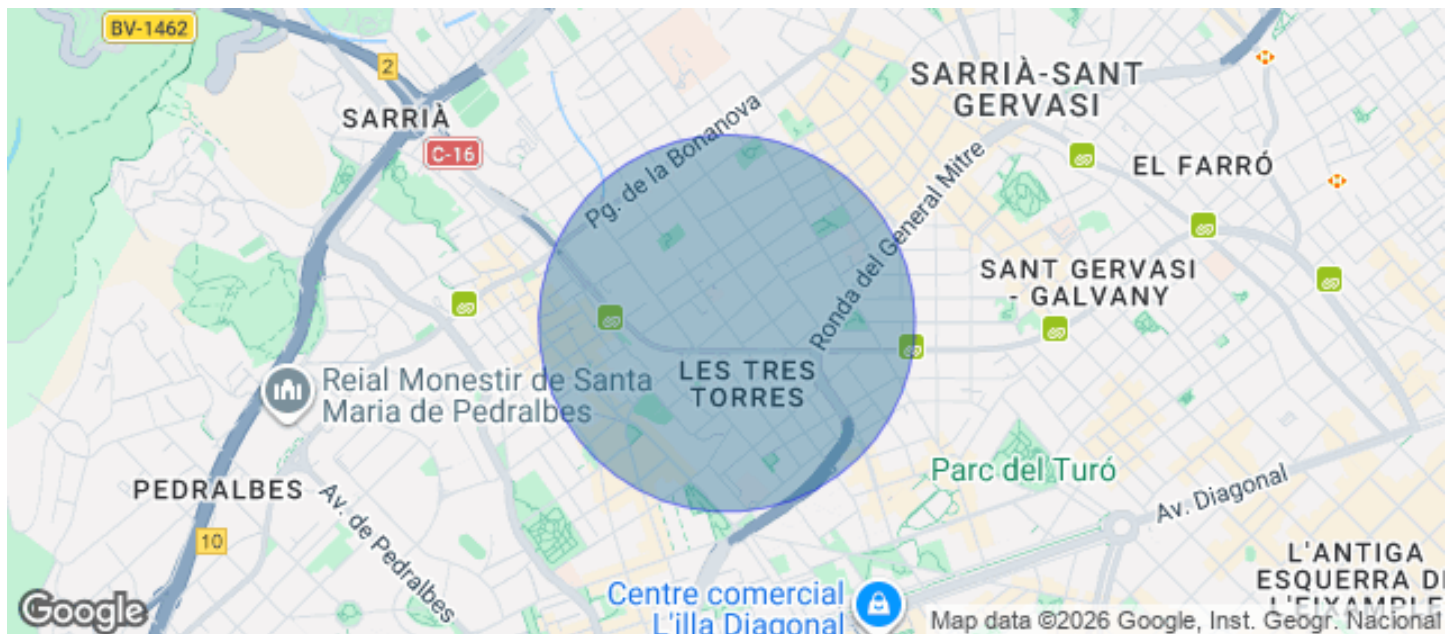 BV-1462
2
SARRIÀ
C-16
Pg. de la Bonanova
SARRIÀ-SANT
GERVASI
EL FARRÓ
Ronda del General Mitre
SANT GERVASI
- GALVANY
LES TRES
TORRES
Reial Monestir de Santa
Maria de Pedralbes
PEDRALBES
10
Av. de Pedralbes
Parc del Turó
Av. Diagonal
L'ANTIGA
ESQUERRA DE
L'EIXAMPLE
Centre comercial
L'illa Diagonal
Google
Map data ©2026 Google, Inst. Geogr. Nacional